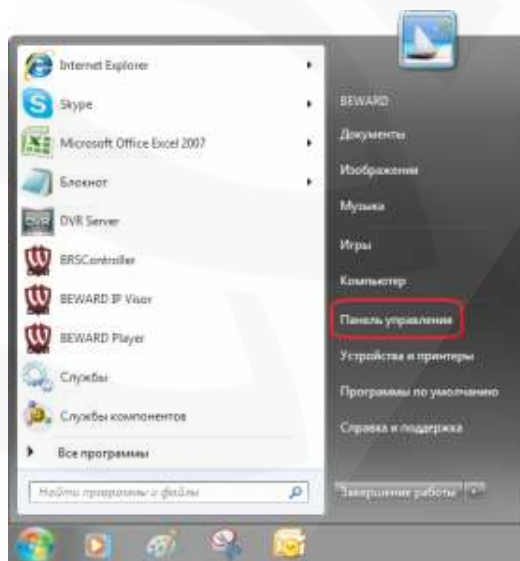 Internet Explorer
Skype
Microsoft Office Excel 2007
Блокнот
DVR Server
BRSController
BEWARD IP Visor
BEWARD Player
Службы
Службы компонентов
Все программы
Найти программы и файлы
BEWARD
Документы
Изображения
Музыка
Игры
Компьютер
Панель управления
Устройства и принтеры
Программы по умолчанию
Справка и поддержка
Завершение работы